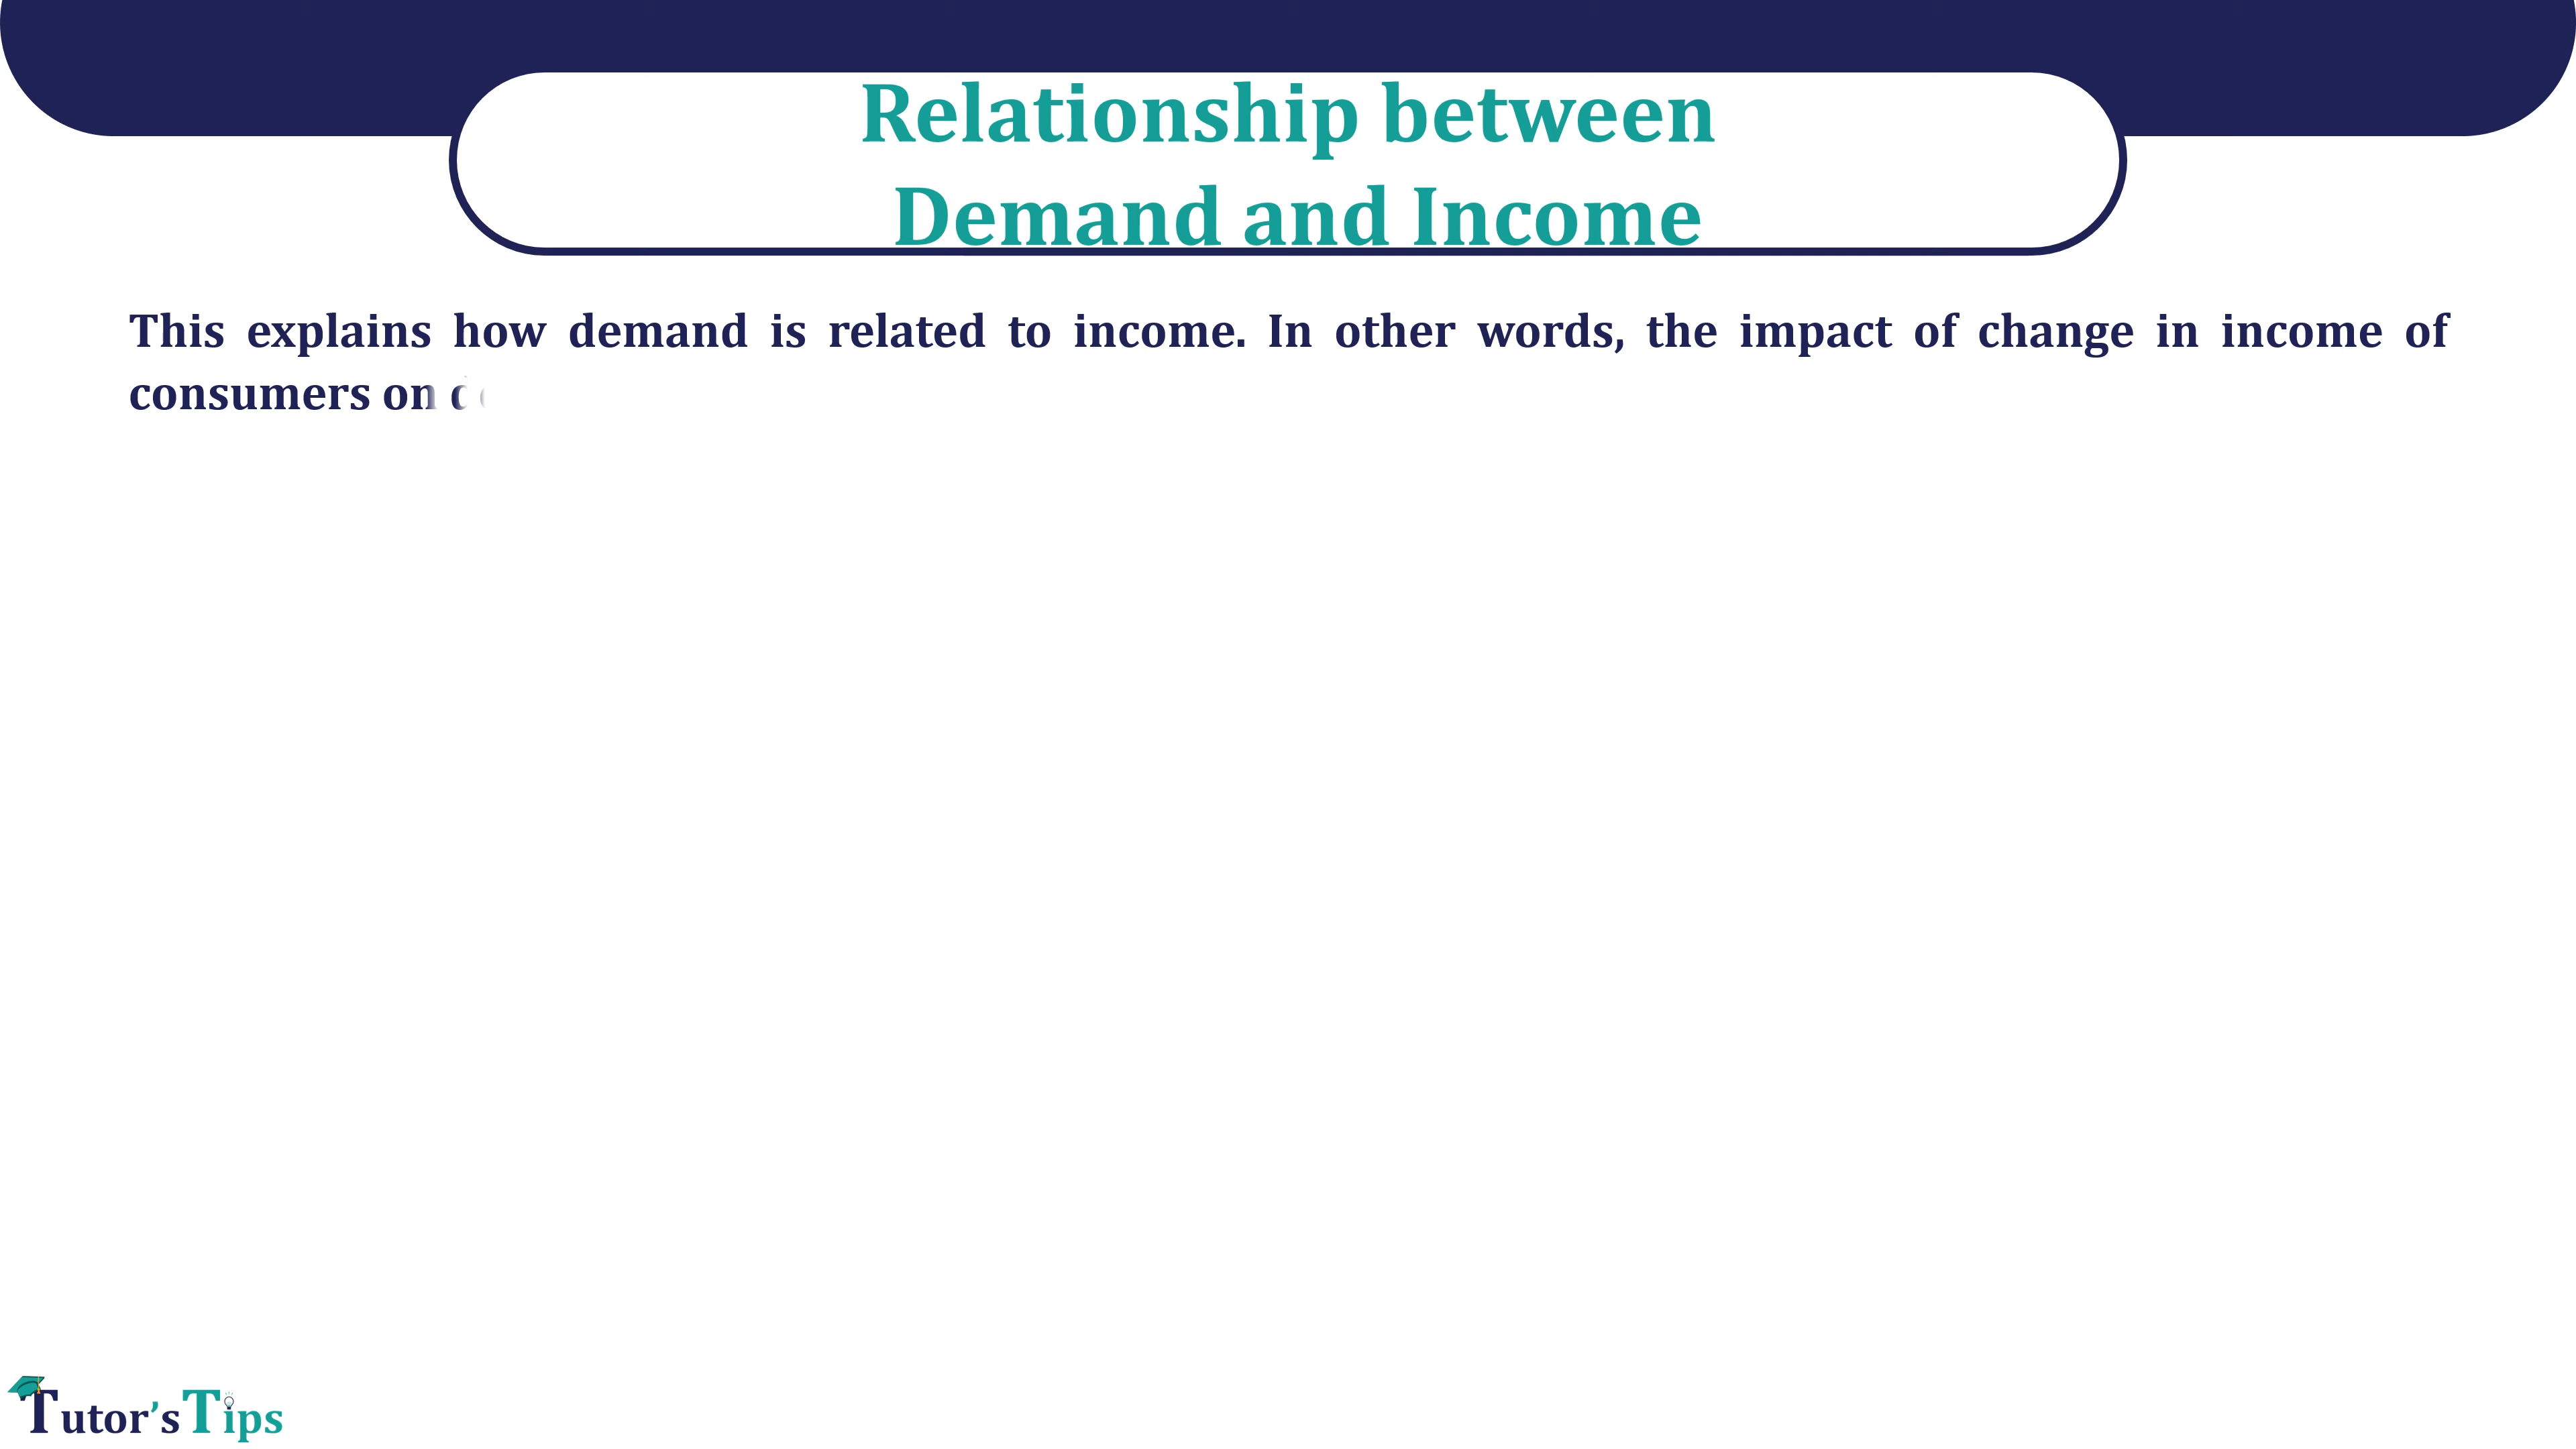 Relationship between
Demand and Income
This explains how demand is related to income. In other words, the impact of change in income of
consumers on
Tutor’sTips